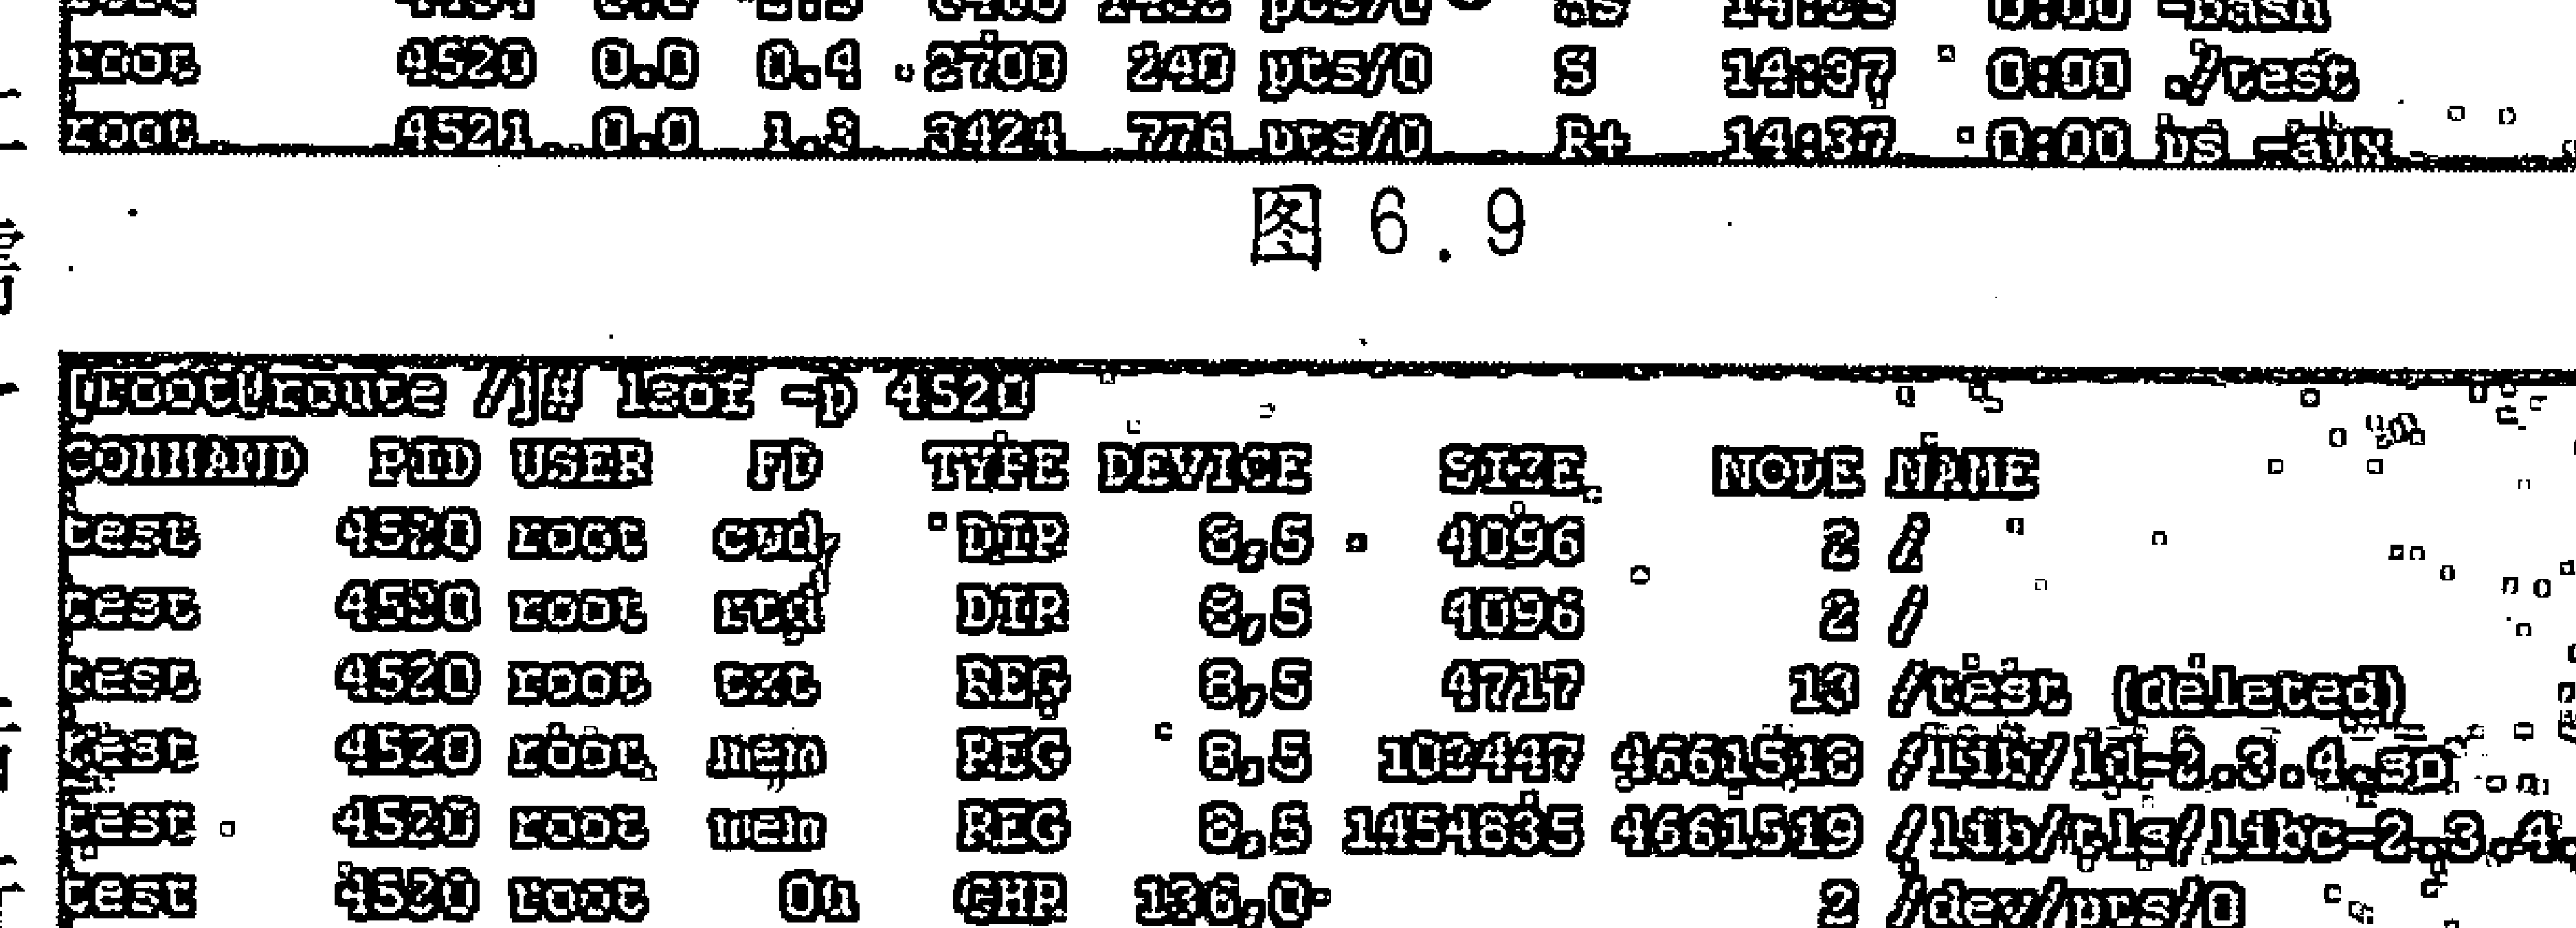 root 4520 0.0 0.4 2700 240 pts/0 S 14:37 0:00 ./test
root 4521 0.0 1.3 3424 776 pts/0 R+ 14:37 0:00 ps -aux
图 6.9
[root@route /]# lsof -p 4520
COMMAND PID USER FD TYPE DEVICE SIZE NODE NAME
test 4520 root cwd DIR 8,5 4096 2 /
test 4520 root rtd DIR 8,5 4096 2 /
test 4520 root txt REG 8,5 4717 13 /test (deleted)
test 4520 root mem REG 8,5 102447 4661518 /lib/ld-2.3.4.so
test 4520 root mem REG 8,5 1454835 4661519 /lib/tls/libc-2.3.4.
test 4520 root 0u CHR 136,0 2 /dev/pts/0